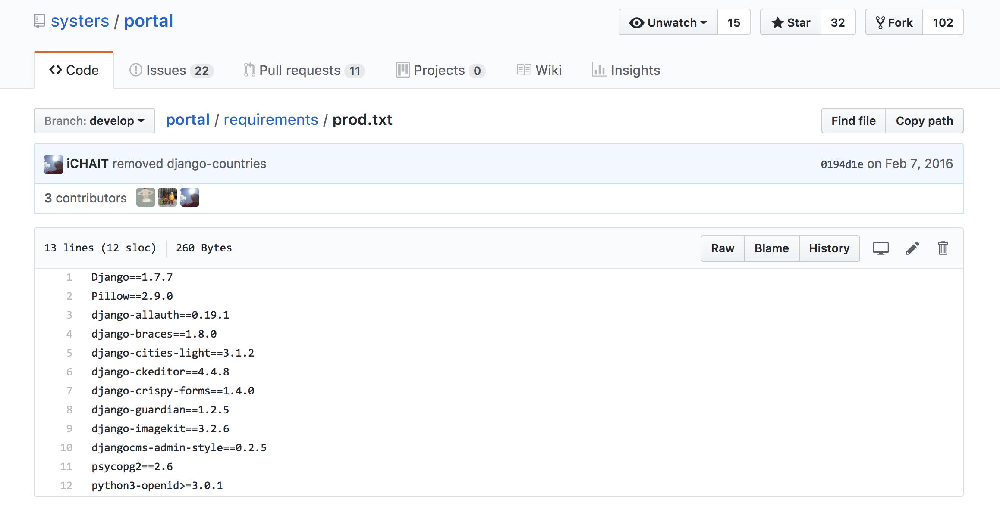 systers / portal
Unwatch 15 Star 32 Fork 102
Code Issues 22 Pull requests 11 Projects 0 Wiki Insights
Branch: develop portal / requirements / prod.txt Find file Copy path
iCHAIT removed django-countries 0194d1e on Feb 7, 2016
3 contributors
13 lines (12 sloc) 260 Bytes Raw Blame History
1 Django==1.7.7
2 Pillow==2.9.0
3 django-allauth==0.19.1
4 django-braces==1.8.0
5 django-cities-light==3.1.2
6 django-ckeditor==4.4.8
7 django-crispy-forms==1.4.0
8 django-guardian==1.2.5
9 django-imagekit==3.2.6
10 djangocms-admin-style==0.2.5
11 psycopg2==2.6
12 python3-openid>=3.0.1